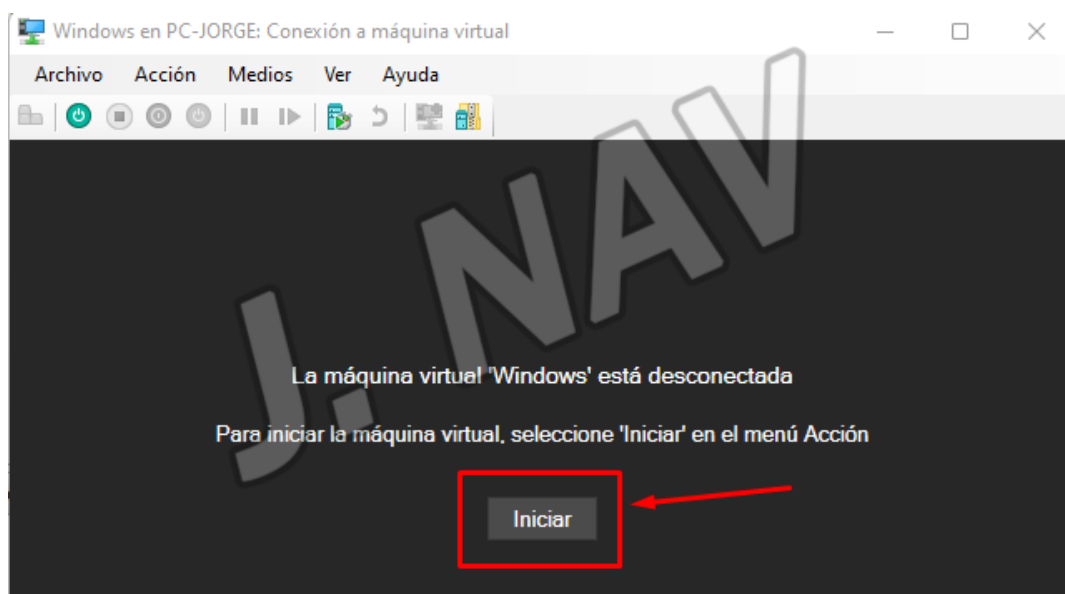 Windows en PC-JORGE: Conexión a máquina virtual
Archivo Acción Medios Ver Ayuda
J. NAV
La máquina virtual 'Windows' está desconectada
Para iniciar la máquina virtual, seleccione 'Iniciar' en el menú Acción
Iniciar